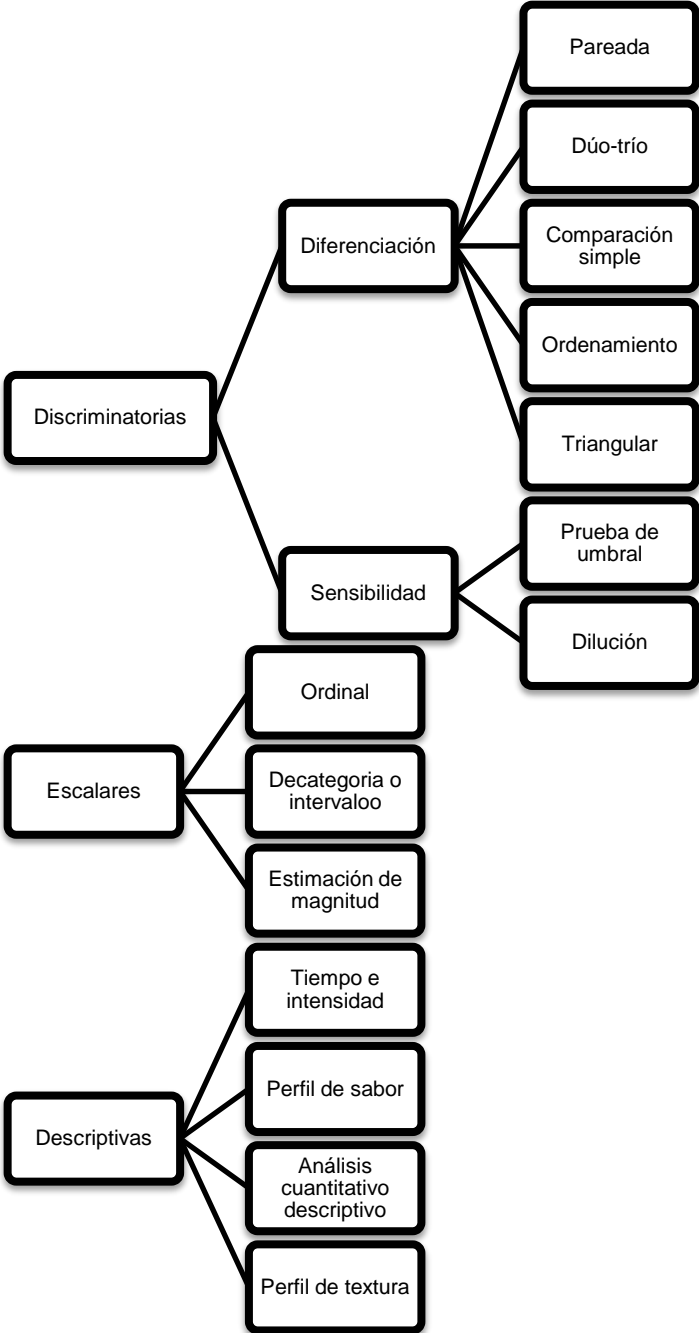 Discriminatorias
Diferenciación
Pareada
Dúo-trío
Comparación
simple
Ordenamiento
Triangular
Sensibilidad
Prueba de
umbral
Dilución
Escalares
Ordinal
Decategoria o
intervaloo
Estimación de
magnitud
Descriptivas
Tiempo e
intensidad
Perfil de sabor
Análisis
cuantitativo
descriptivo
Perfil de textura